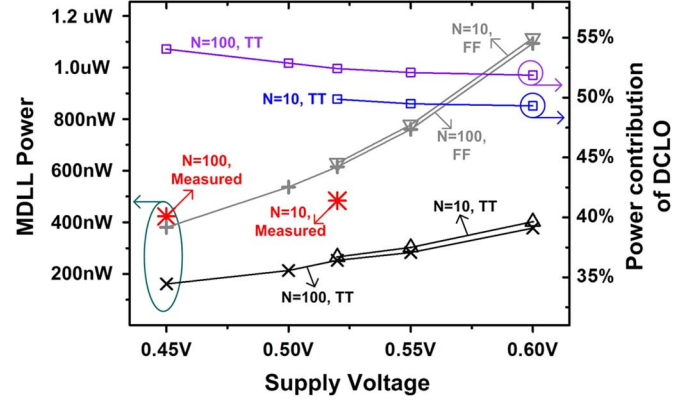 1.2 uW
1.0uW
800nW
600nW
400nW
200nW
MDLL Power
N=100, TT
N=10,
FF
N=10, TT
N=100,
FF
N=100,
Measured
N=10,
Measured
N=10, TT
N=100, TT
55%
50%
45%
40%
35%
Power contribution
of DCLO
0.45V
0.50V
0.55V
0.60V
Supply Voltage